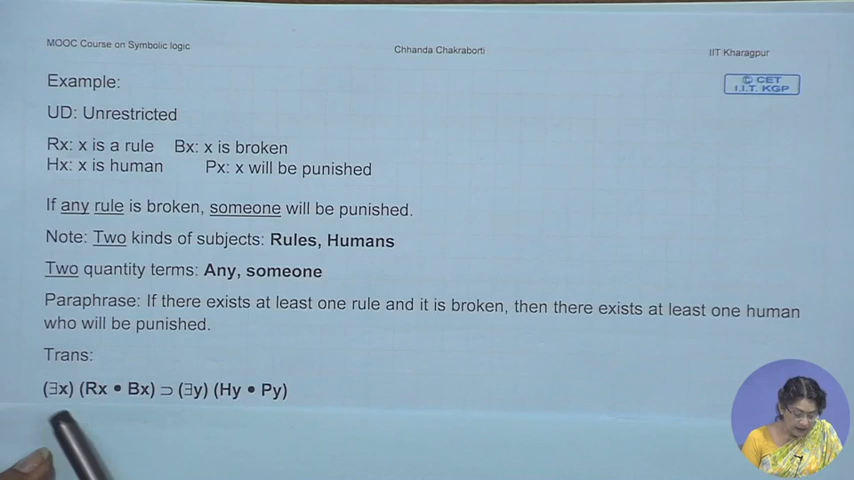 MOOC Course on Symbolic logic Chhanda Chakraborti IIT Kharagpur
© CET
I.I.T. KGP
Example:
UD: Unrestricted
Rx: x is a rule Bx: x is broken
Hx: x is human Px: x will be punished
If any rule is broken, someone will be punished.
Note: Two kinds of subjects: Rules, Humans
Two quantity terms: Any, someone
Paraphrase: If there exists at least one rule and it is broken, then there exists at least one human
who will be punished.
Trans:
(∃x) (Rx • Bx) ⊃ (∃y) (Hy • Py)